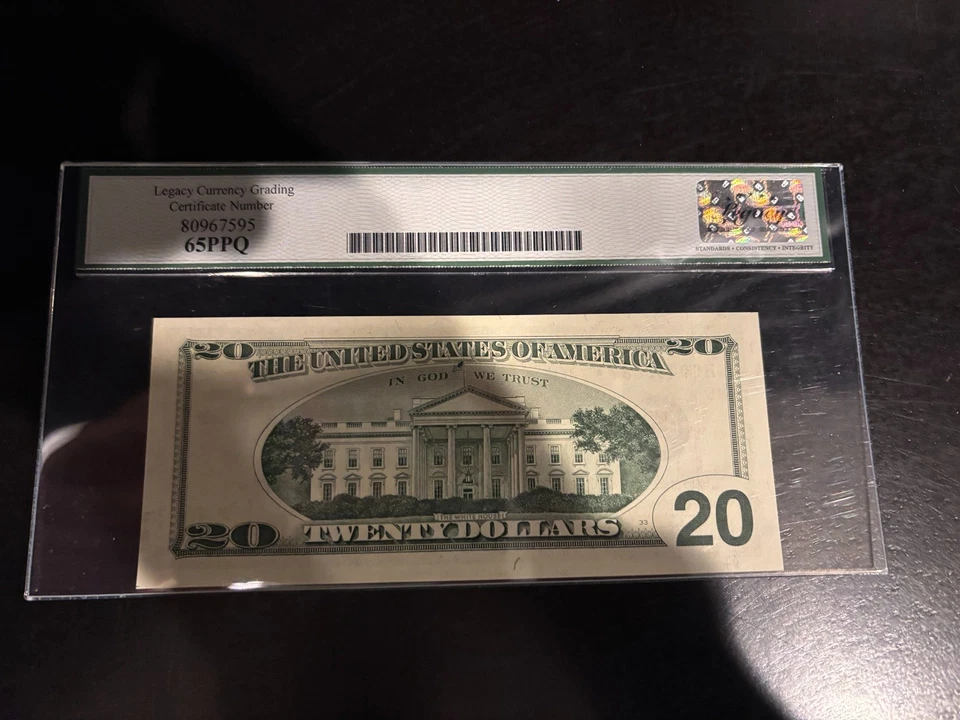 Legacy Currency Grading
Certificate Number
80967595
65PPQ
Legacy
STANDARDS • CONSISTENCY • INTEGRITY
20 THE UNITED STATES OF AMERICA 20
IN GOD WE TRUST
THE WHITE HOUSE
20 TWENTY DOLLARS 33 20